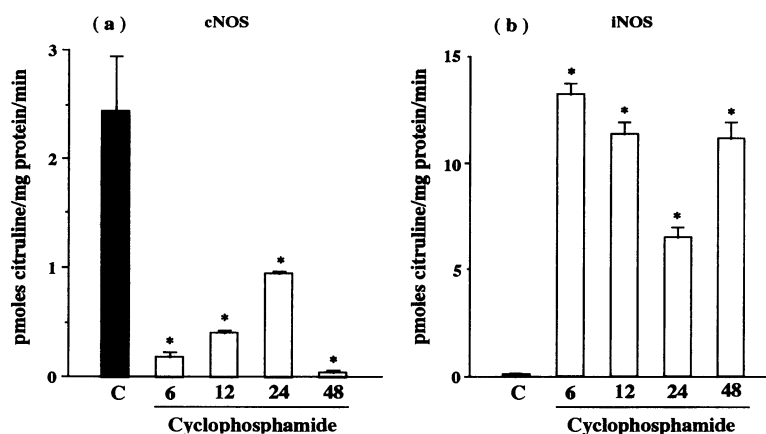 ( a )
cNOS
pmoles citruline/mg protein/min
3
2
1
0
*
*
*
*
C
6
12
24
48
Cyclophosphamide
( b )
iNOS
pmoles citruline/mg protein/min
15
10
5
0
*
*
*
*
C
6
12
24
48
Cyclophosphamide